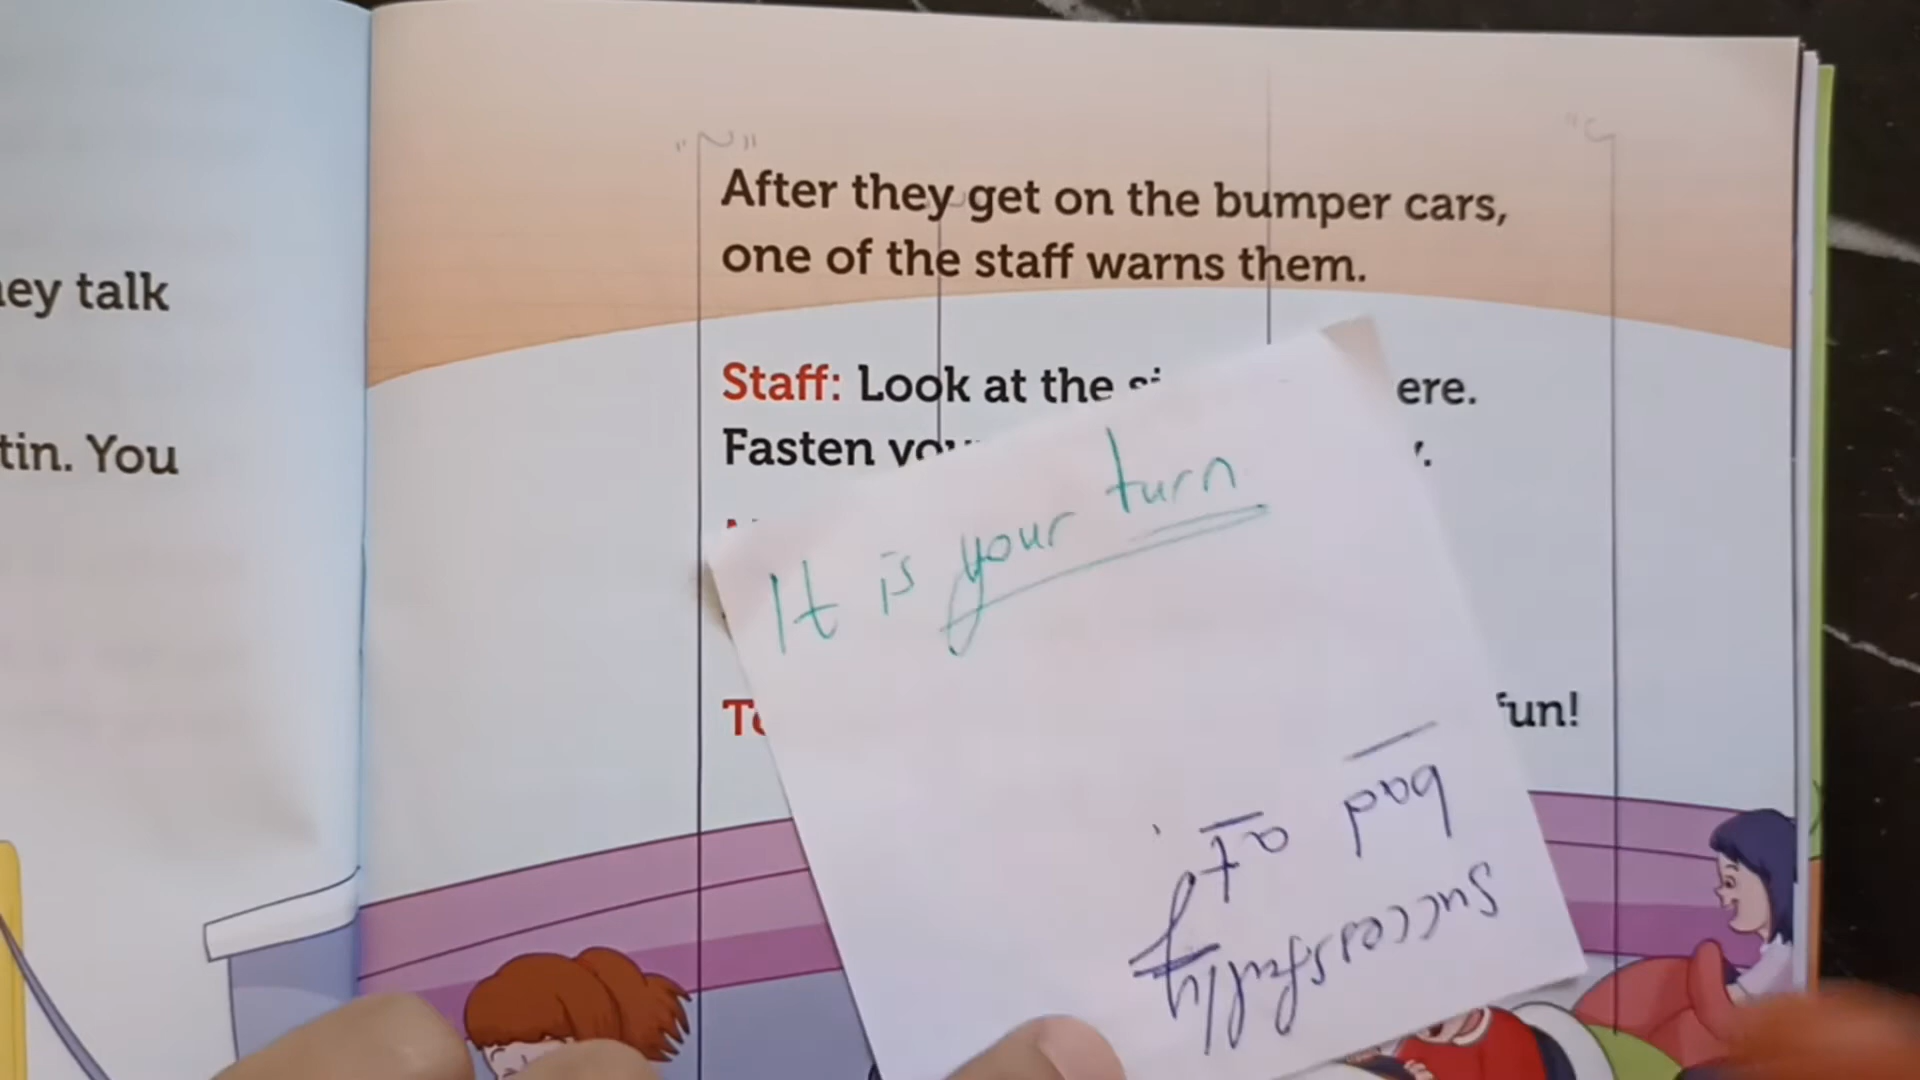 ey talk
tin. You
After they get on the bumper cars,
one of the staff warns them.
Staff: Look at the ere.
Fasten
fun!
It is your turn
bad at
successfully